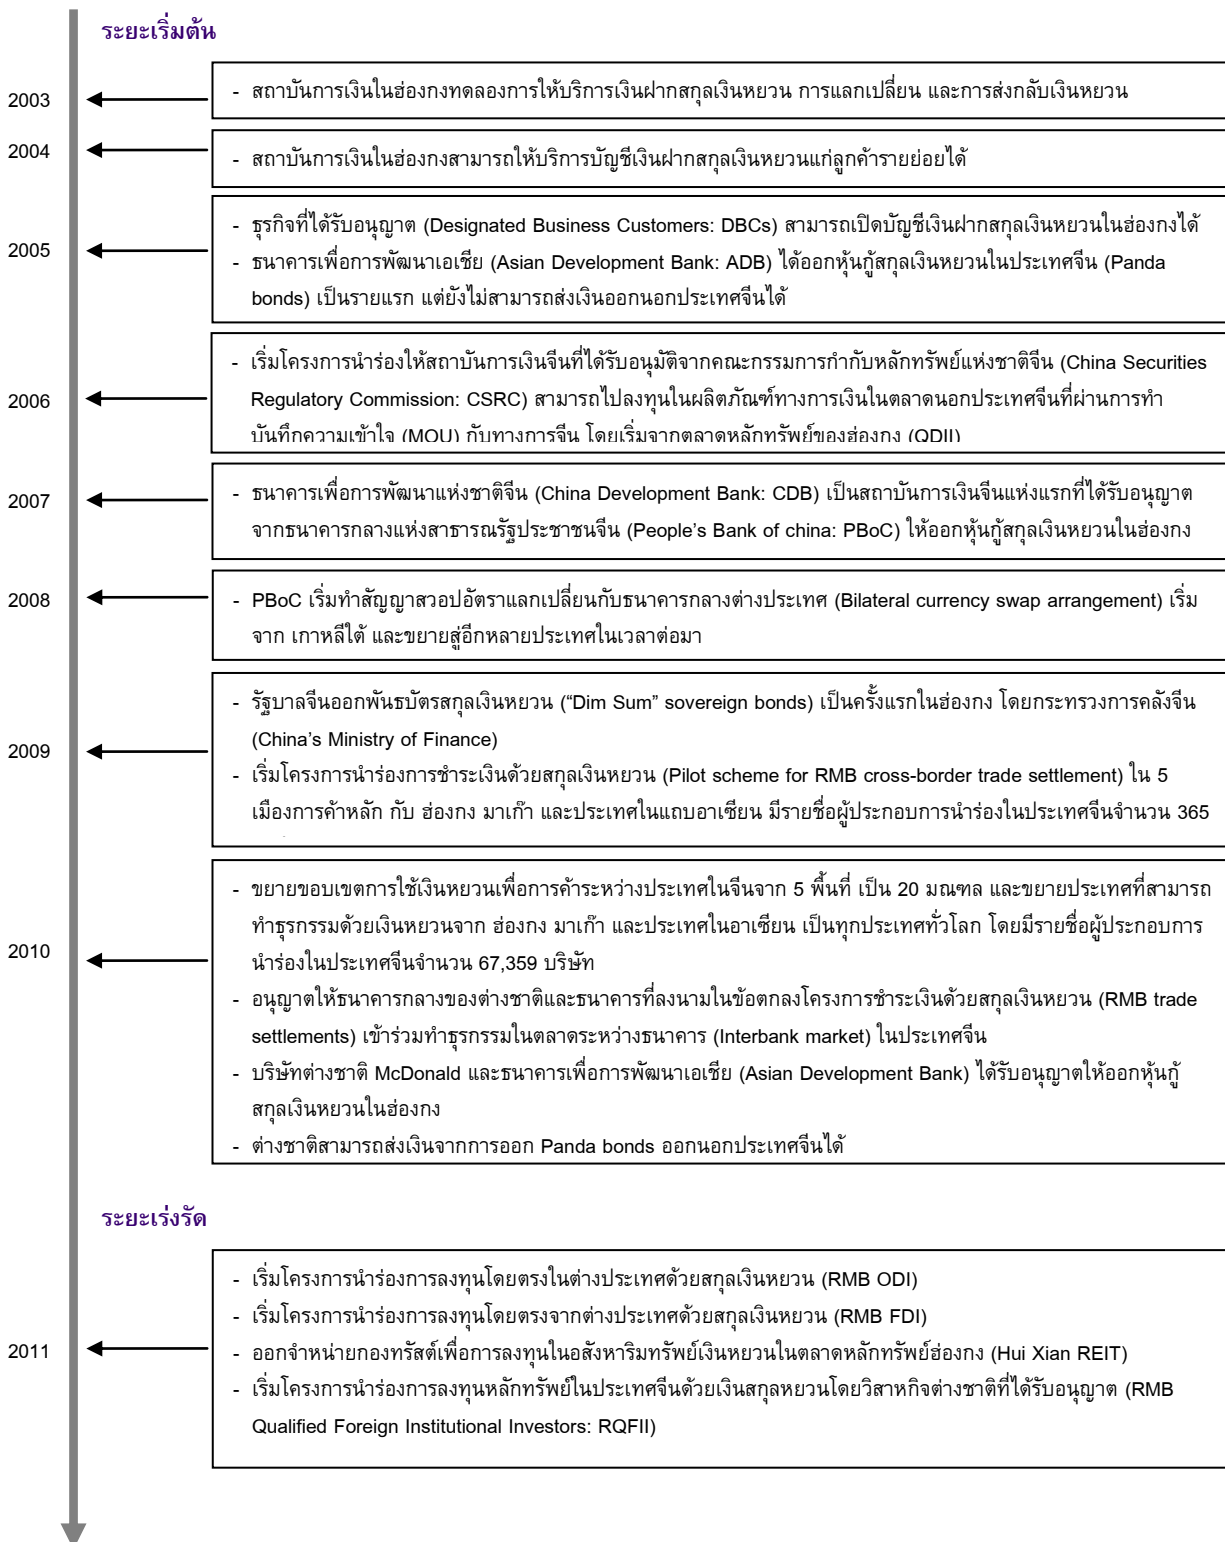 ระยะเริ่มต้น
2003
- สถาบันการเงินในฮ่องกงทดลองการให้บริการเงินฝากสกุลเงินหยวน การแลกเปลี่ยน และการส่งกลับเงินหยวน
2004
- สถาบันการเงินในฮ่องกงสามารถให้บริการบัญชีเงินฝากสกุลเงินหยวนแก่ลูกค้ารายย่อยได้
2005
- ธุรกิจที่ได้รับอนุญาต (Designated Business Customers: DBCs) สามารถเปิดบัญชีเงินฝากสกุลเงินหยวนในฮ่องกงได้
- ธนาคารเพื่อการพัฒนาเอเชีย (Asian Development Bank: ADB) ได้ออกหุ้นกู้สกุลเงินหยวนในประเทศจีน (Panda
bonds) เป็นรายแรก แต่ยังไม่สามารถส่งเงินออกนอกประเทศจีนได้
2006
- เริ่มโครงการนำร่องให้สถาบันการเงินจีนที่ได้รับอนุมัติจากคณะกรรมการกำกับหลักทรัพย์แห่งชาติจีน (China Securities
Regulatory Commission: CSRC) สามารถไปลงทุนในผลิตภัณฑ์ทางการเงินในตลาดนอกประเทศจีนที่ผ่านการทำ
บันทึกความเข้าใจ (MOU) กับทางการจีน โดยเริ่มจากตลาดหลักทรัพย์ของฮ่องกง (QDII)
2007
- ธนาคารเพื่อการพัฒนาแห่งชาติจีน (China Development Bank: CDB) เป็นสถาบันการเงินจีนแห่งแรกที่ได้รับอนุญาต
จากธนาคารกลางแห่งสาธารณรัฐประชาชนจีน (People's Bank of china: PBoC) ให้ออกหุ้นกู้สกุลเงินหยวนในฮ่องกง
2008
- PBoC เริ่มทำสัญญาสวอปอัตราแลกเปลี่ยนกับธนาคารกลางต่างประเทศ (Bilateral currency swap arrangement) เริ่ม
จาก เกาหลีใต้ และขยายสู่อีกหลายประเทศในเวลาต่อมา
2009
- รัฐบาลจีนออกพันธบัตรสกุลเงินหยวน (“Dim Sum” sovereign bonds) เป็นครั้งแรกในฮ่องกง โดยกระทรวงการคลังจีน
(China's Ministry of Finance)
- เริ่มโครงการนำร่องการชำระเงินด้วยสกุลเงินหยวน (Pilot scheme for RMB cross-border trade settlement) ใน 5
เมืองการค้าหลัก กับ ฮ่องกง มาเก๊า และประเทศในแถบอาเซียน มีรายชื่อผู้ประกอบการนำร่องในประเทศจีนจำนวน 365
2010
- ขยายขอบเขตการใช้เงินหยวนเพื่อการค้าระหว่างประเทศในจีนจาก 5 พื้นที่ เป็น 20 มณฑล และขยายประเทศที่สามารถ
ทำธุรกรรมด้วยเงินหยวนจาก ฮ่องกง มาเก๊า และประเทศในอาเซียน เป็นทุกประเทศทั่วโลก โดยมีรายชื่อผู้ประกอบการ
นำร่องในประเทศจีนจำนวน 67,359 บริษัท
- อนุญาตให้ธนาคารกลางของต่างชาติและธนาคารที่ลงนามในข้อตกลงโครงการชำระเงินด้วยสกุลเงินหยวน (RMB trade
settlements) เข้าร่วมทำธุรกรรมในตลาดระหว่างธนาคาร (Interbank market) ในประเทศจีน
- บริษัทต่างชาติ McDonald และธนาคารเพื่อการพัฒนาเอเชีย (Asian Development Bank) ได้รับอนุญาตให้ออกหุ้นกู้
สกุลเงินหยวนในฮ่องกง
- ต่างชาติสามารถส่งเงินจากการออก Panda bonds ออกนอกประเทศจีนได้
ระยะเร่งรัด
2011
- เริ่มโครงการนำร่องการลงทุนโดยตรงในต่างประเทศด้วยสกุลเงินหยวน (RMB ODI)
- เริ่มโครงการนำร่องการลงทุนโดยตรงจากต่างประเทศด้วยสกุลเงินหยวน (RMB FDI)
- ออกจำหน่ายกองทรัสต์เพื่อการลงทุนในอสังหาริมทรัพย์เงินหยวนในตลาดหลักทรัพย์ฮ่องกง (Hui Xian REIT)
- เริ่มโครงการนำร่องการลงทุนหลักทรัพย์ในประเทศจีนด้วยเงินสกุลหยวนโดยวิสาหกิจต่างชาติที่ได้รับอนุญาต (RMB
Qualified Foreign Institutional Investors: RQFII)